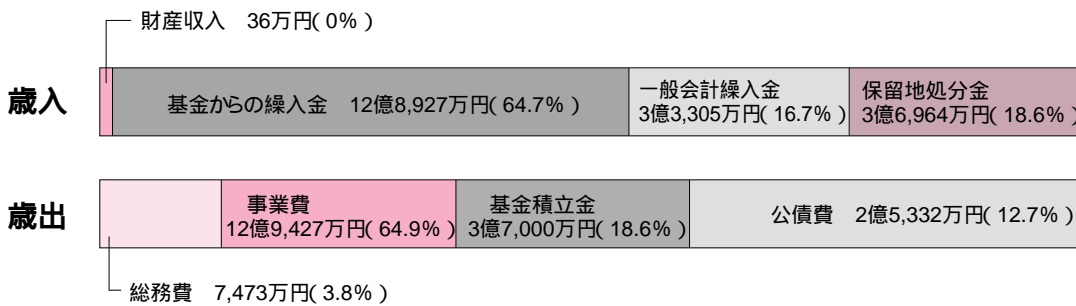 財産収入 36万円(0%)
歳入
基金からの繰入金 12億8,927万円(64.7%)
一般会計繰入金
3億3,305万円(16.7%)
保留地処分金
3億6,964万円(18.6%)
歳出
事業費
12億9,427万円(64.9%)
基金積立金
3億7,000万円(18.6%)
公債費 2億5,332万円(12.7%)
総務費 7,473万円(3.8%)